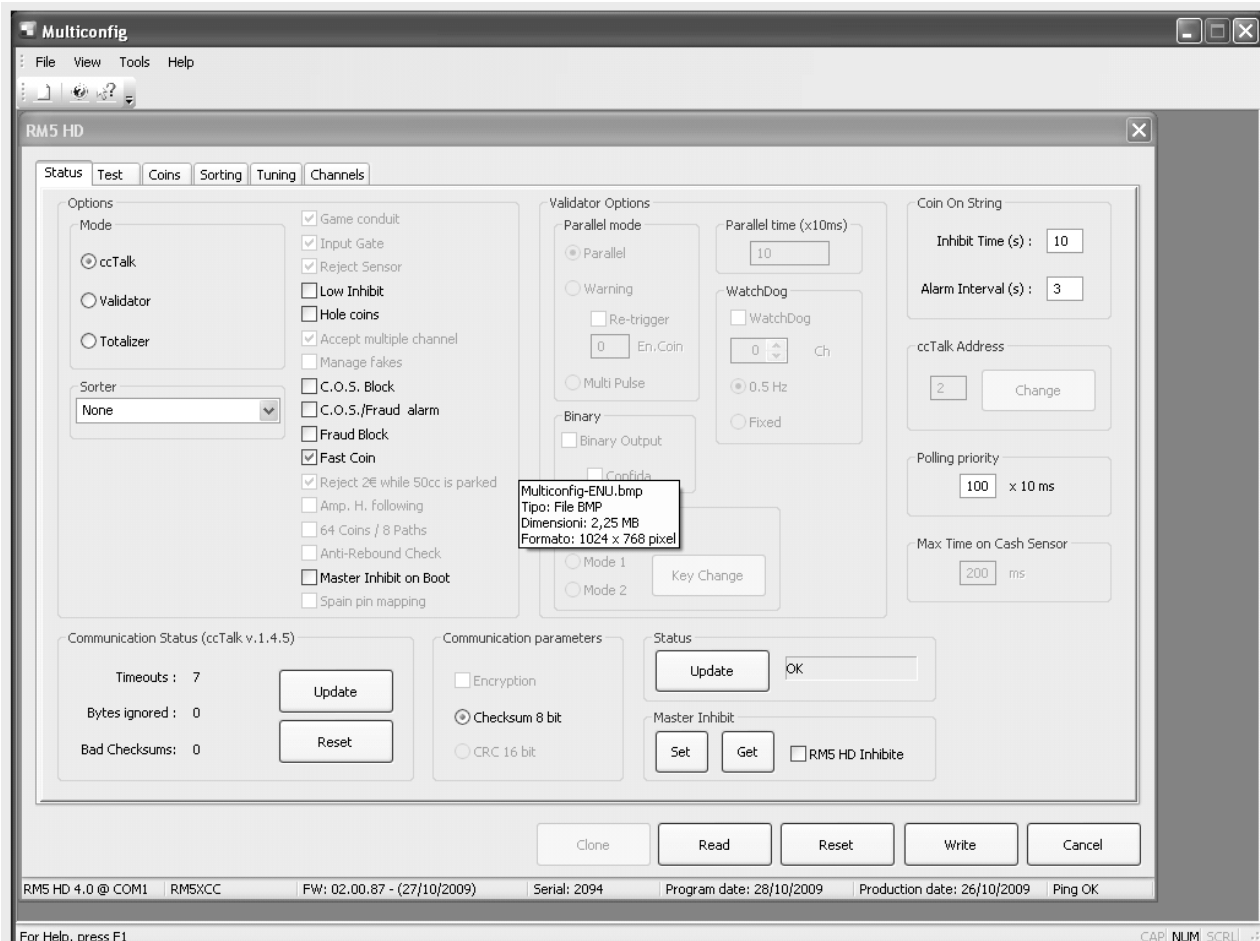 Multiconfig
File View Tools Help
RM5 HD
Status Test Coins Sorting Tuning Channels
Options
Mode
ccTalk
Validator
Totalizer
Sorter
None
Game conduit
Input Gate
Reject Sensor
Low Inhibit
Hole coins
Accept multiple channel
Manage fakes
C.O.S. Block
C.O.S./Fraud alarm
Fraud Block
Fast Coin
Reject 2€ while 50cc is parked
Amp. H. following
64 Coins / 8 Paths
Anti-Rebound Check
Master Inhibit on Boot
Spain pin mapping
Validator Options
Parallel mode
Parallel
Warning
Re-trigger
0 En.Coin
Multi Pulse
Parallel time (x10ms)
10
WatchDog
WatchDog
0 Ch
0.5 Hz
Fixed
Binary
Binary Output
Confida
Multiconfig-ENU.bmp
Tipo: File BMP
Dimensioni: 2,25 MB
Formato: 1024 x 768 pixel
Mode 1
Mode 2
Key Change
Coin On String
Inhibit Time (s) : 10
Alarm Interval (s) : 3
ccTalk Address
2 Change
Polling priority
100 x 10 ms
Max Time on Cash Sensor
200 ms
Communication Status (ccTalk v.1.4.5)
Timeouts : 7
Bytes ignored : 0
Bad Checksums: 0
Update
Reset
Communication parameters
Encryption
Checksum 8 bit
CRC 16 bit
Status
Update OK
Master Inhibit
Set Get RM5 HD Inhibite
Clone Read Reset Write Cancel
RM5 HD 4.0 @ COM1 RM5XCC FW: 02.00.87 - (27/10/2009) Serial: 2094 Program date: 28/10/2009 Production date: 26/10/2009 Ping OK
For Help, press F1 CAP NUM SCRL